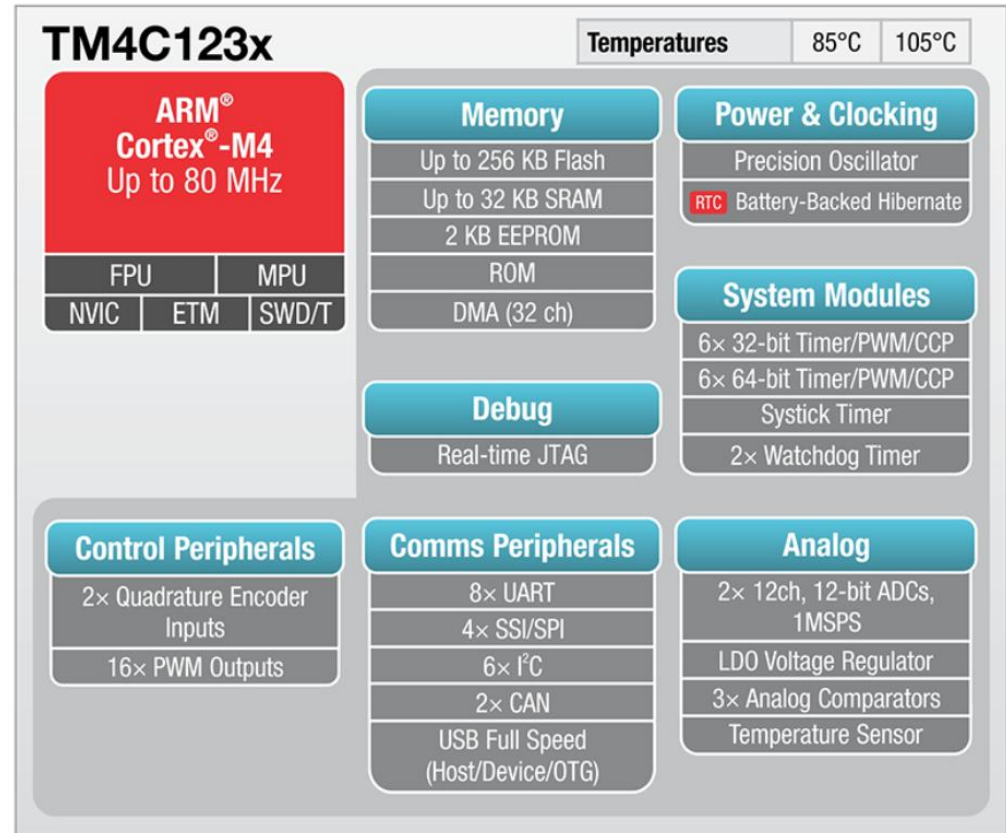 TM4C123x
Temperatures 85°C 105°C
ARM®
Cortex®-M4
Up to 80 MHz
FPU MPU
NVIC ETM SWD/T
Memory
Up to 256 KB Flash
Up to 32 KB SRAM
2 KB EEPROM
ROM
DMA (32 ch)
Power & Clocking
Precision Oscillator
RTC Battery-Backed Hibernate
Debug
Real-time JTAG
System Modules
6× 32-bit Timer/PWM/CCP
6× 64-bit Timer/PWM/CCP
Systick Timer
2× Watchdog Timer
Control Peripherals
2× Quadrature Encoder
Inputs
16× PWM Outputs
Comms Peripherals
8× UART
4× SSI/SPI
6× I²C
2× CAN
USB Full Speed
(Host/Device/OTG)
Analog
2× 12ch, 12-bit ADCs,
1MSPS
LDO Voltage Regulator
3× Analog Comparators
Temperature Sensor